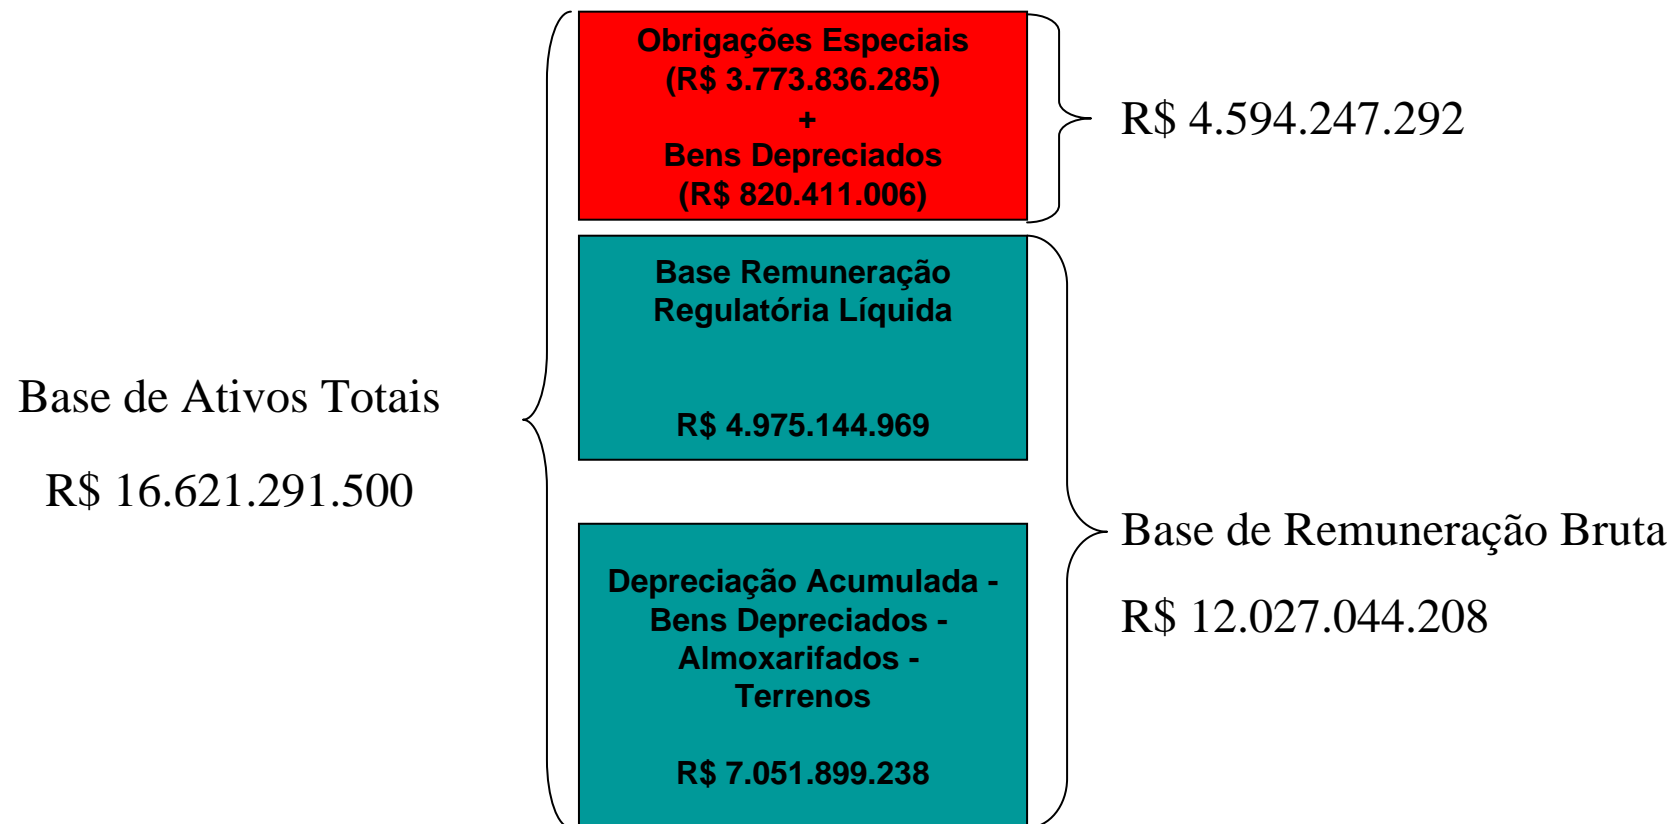 Obrigações Especiais
(R$ 3.773.836.285)
+
Bens Depreciados
(R$ 820.411.006)
R$ 4.594.247.292
Base Remuneração
Regulatória Líquida
R$ 4.975.144.969
Base de Ativos Totais
R$ 16.621.291.500
Depreciação Acumulada -
Bens Depreciados -
Almoxarifados -
Terrenos
R$ 7.051.899.238
Base de Remuneração Bruta
R$ 12.027.044.208